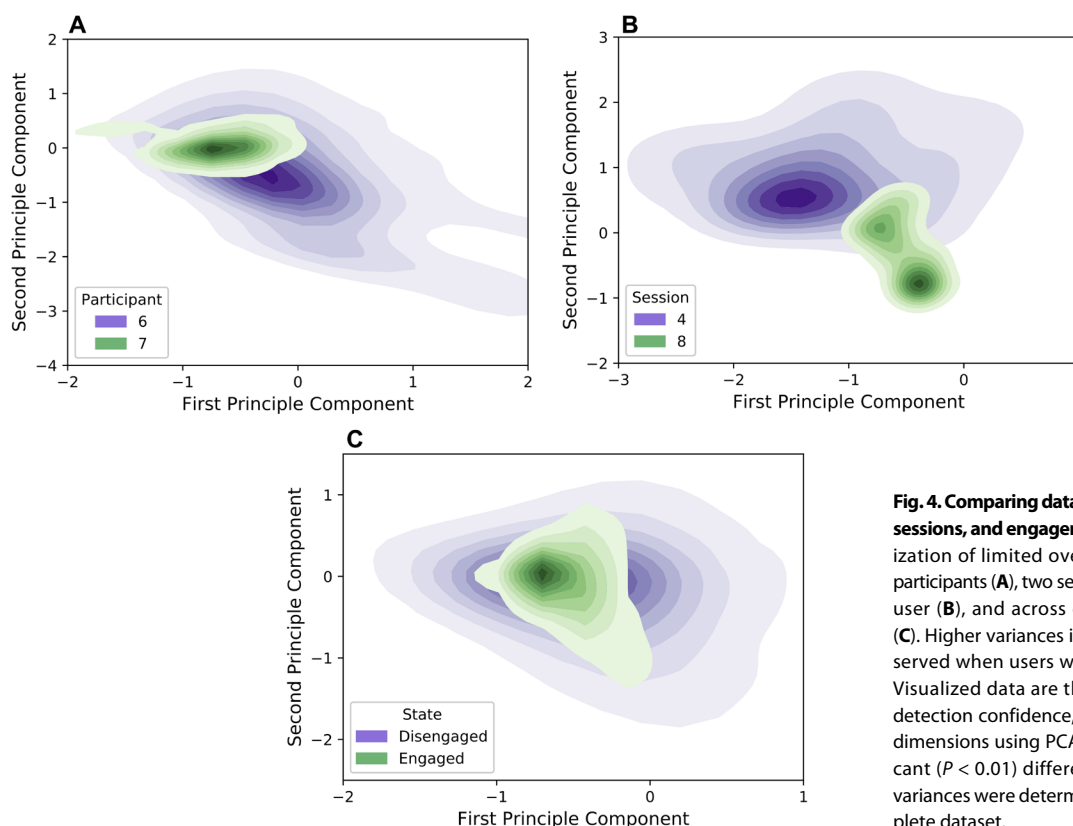 A
2
1
0
−1
−2
−3
−4
Second Principle Component
Participant
6
7
−2
−1
0
1
2
First Principle Component
B
3
2
1
0
−1
−2
Second Principle Component
Session
4
8
−3
−2
−1
0
First Principle Component
C
1
0
−1
−2
Second Principle Component
State
Disengaged
Engaged
−2
−1
0
1
First Principle Component
Fig. 4. Comparing data
sessions, and engager
ization of limited ove
participants (A), two se
user (B), and across
(C). Higher variances i
served when users w
Visualized data are th
detection confidence,
dimensions using PCA
cant (P < 0.01) differe
variances were determ
plete dataset.